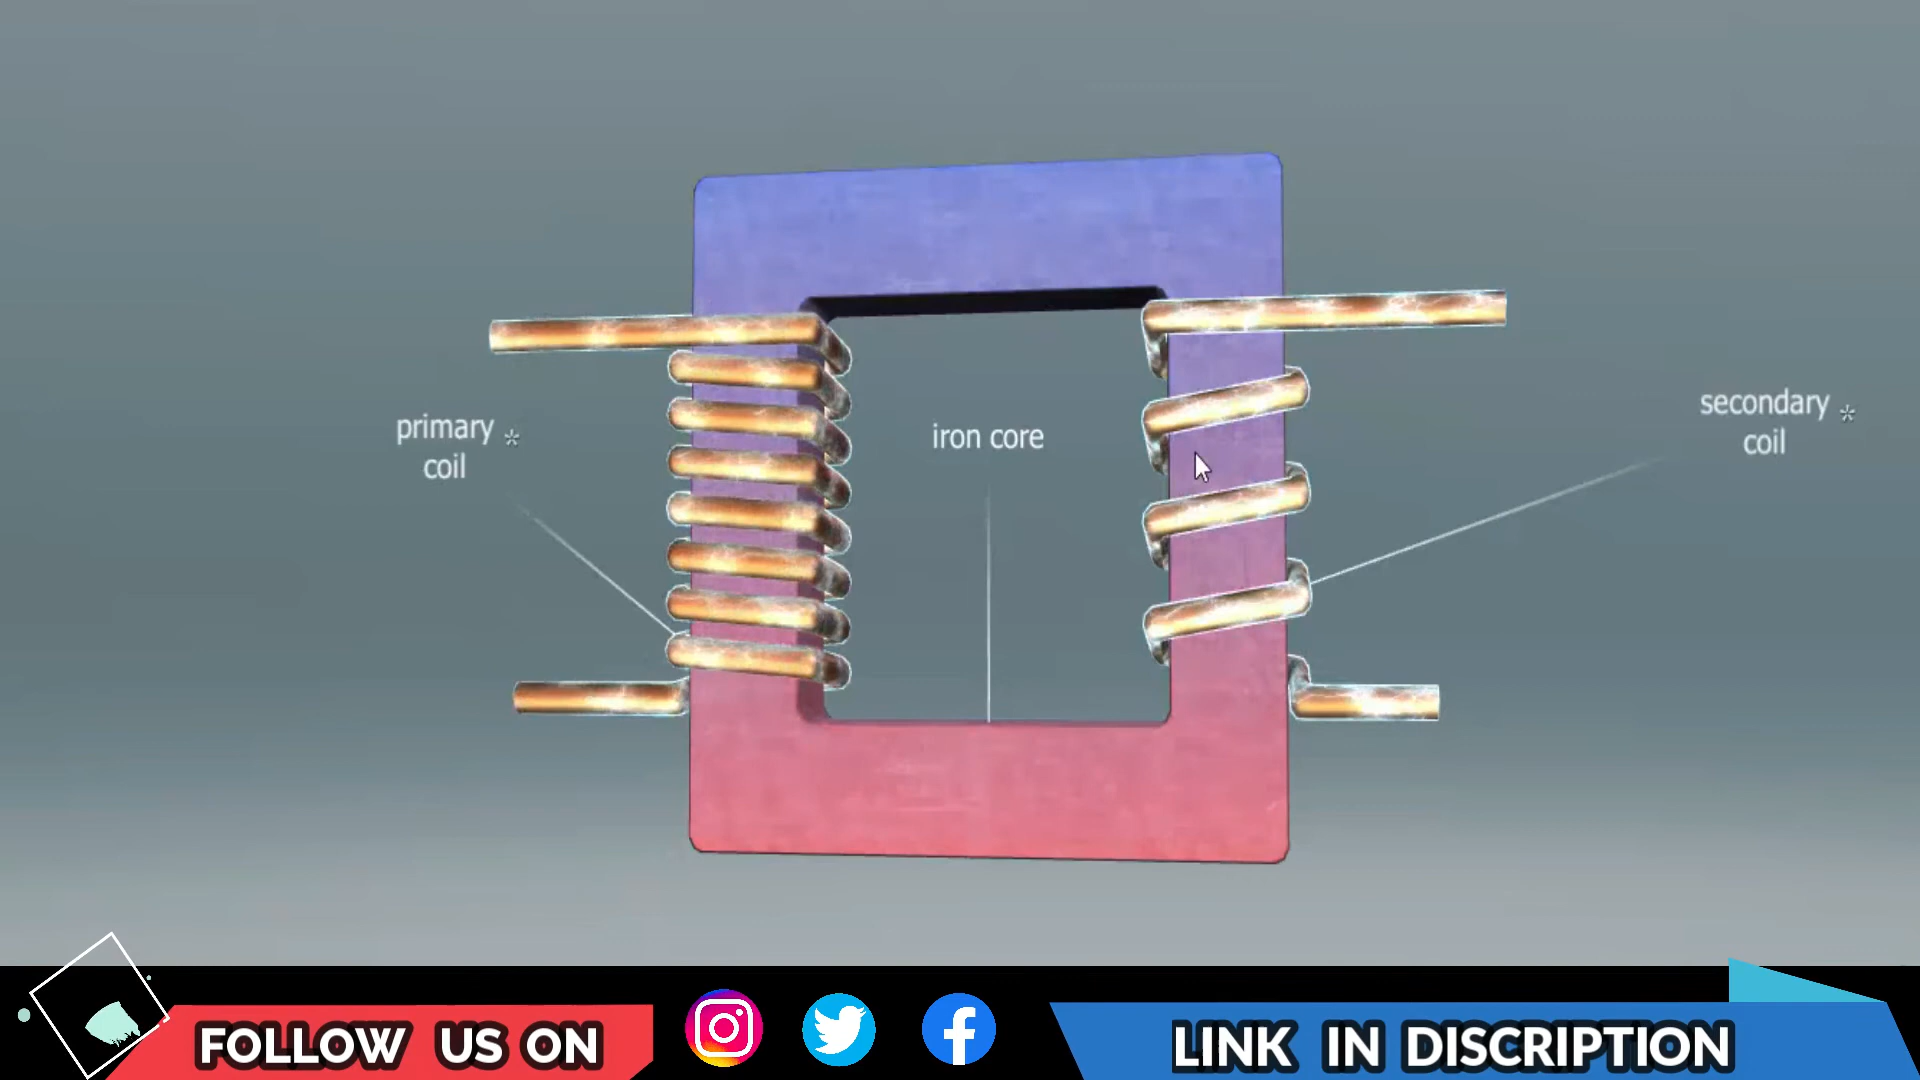 primary *
coil
iron core
secondary *
coil
FOLLOW US ON
LINK IN DISCRIPTION